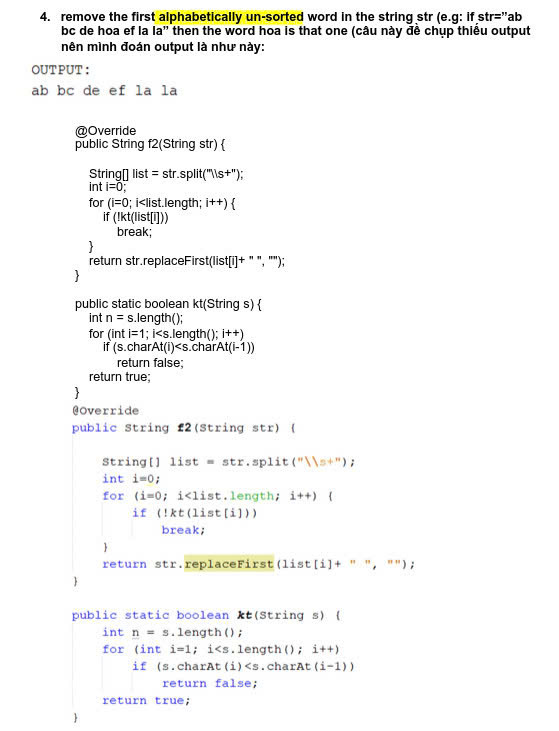 4. remove the first alphabetically un-sorted word in the string str (e.g: if str="ab
bc de hoa ef la la" then the word hoa is that one (câu này đề chụp thiếu output
nên mình đoán output là như này:
OUTPUT:
ab bc de ef la la
@Override
public String f2(String str) {
String[] list = str.split("\\s+");
int i=0;
for (i=0; i<list.length; i++) {
if (!kt(list[i]))
break;
}
return str.replaceFirst(list[i]+ " ", "");
}
public static boolean kt(String s) {
int n = s.length();
for (int i=1; i<s.length(); i++)
if (s.charAt(i)<s.charAt(i-1))
return false;
return true;
}
@Override
public String f2(String str) {
String[] list = str.split("\\s+");
int i=0;
for (i=0; i<list.length; i++) {
if (!kt(list[i]))
break;
}
return str.replaceFirst(list[i]+ " ", "");
}
public static boolean kt(String s) {
int n = s.length();
for (int i=1; i<s.length(); i++)
if (s.charAt(i)<s.charAt(i-1))
return false;
return true;
}